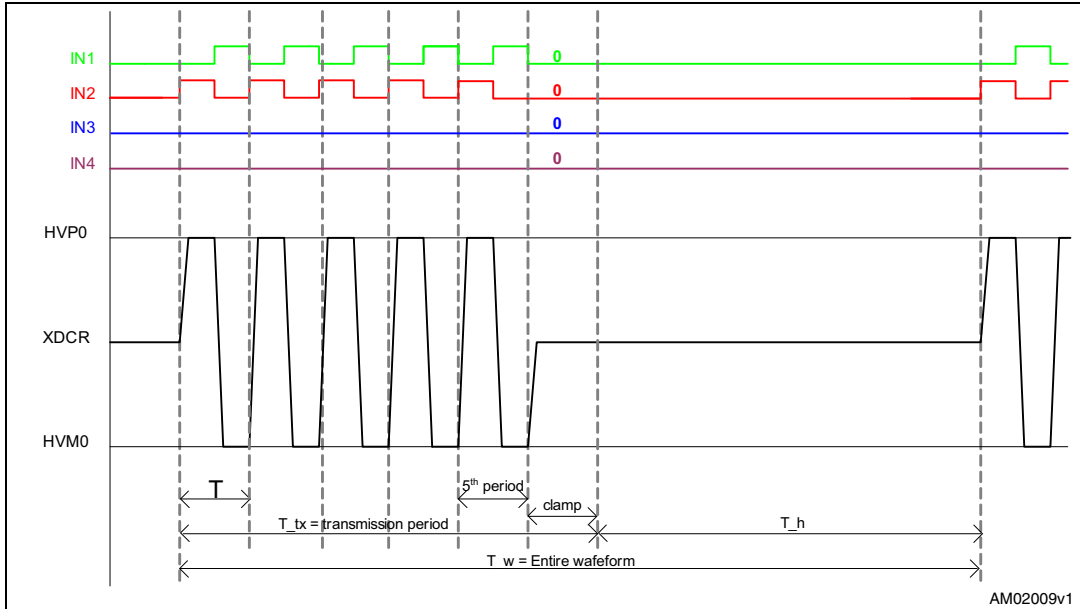 IN1 0
IN2 0
IN3 0
IN4 0
HVP0
XDCR
HVM0
T
5th period
clamp
T_tx = transmission period
T_h
T_w = Entire wafeform
AM02009v1